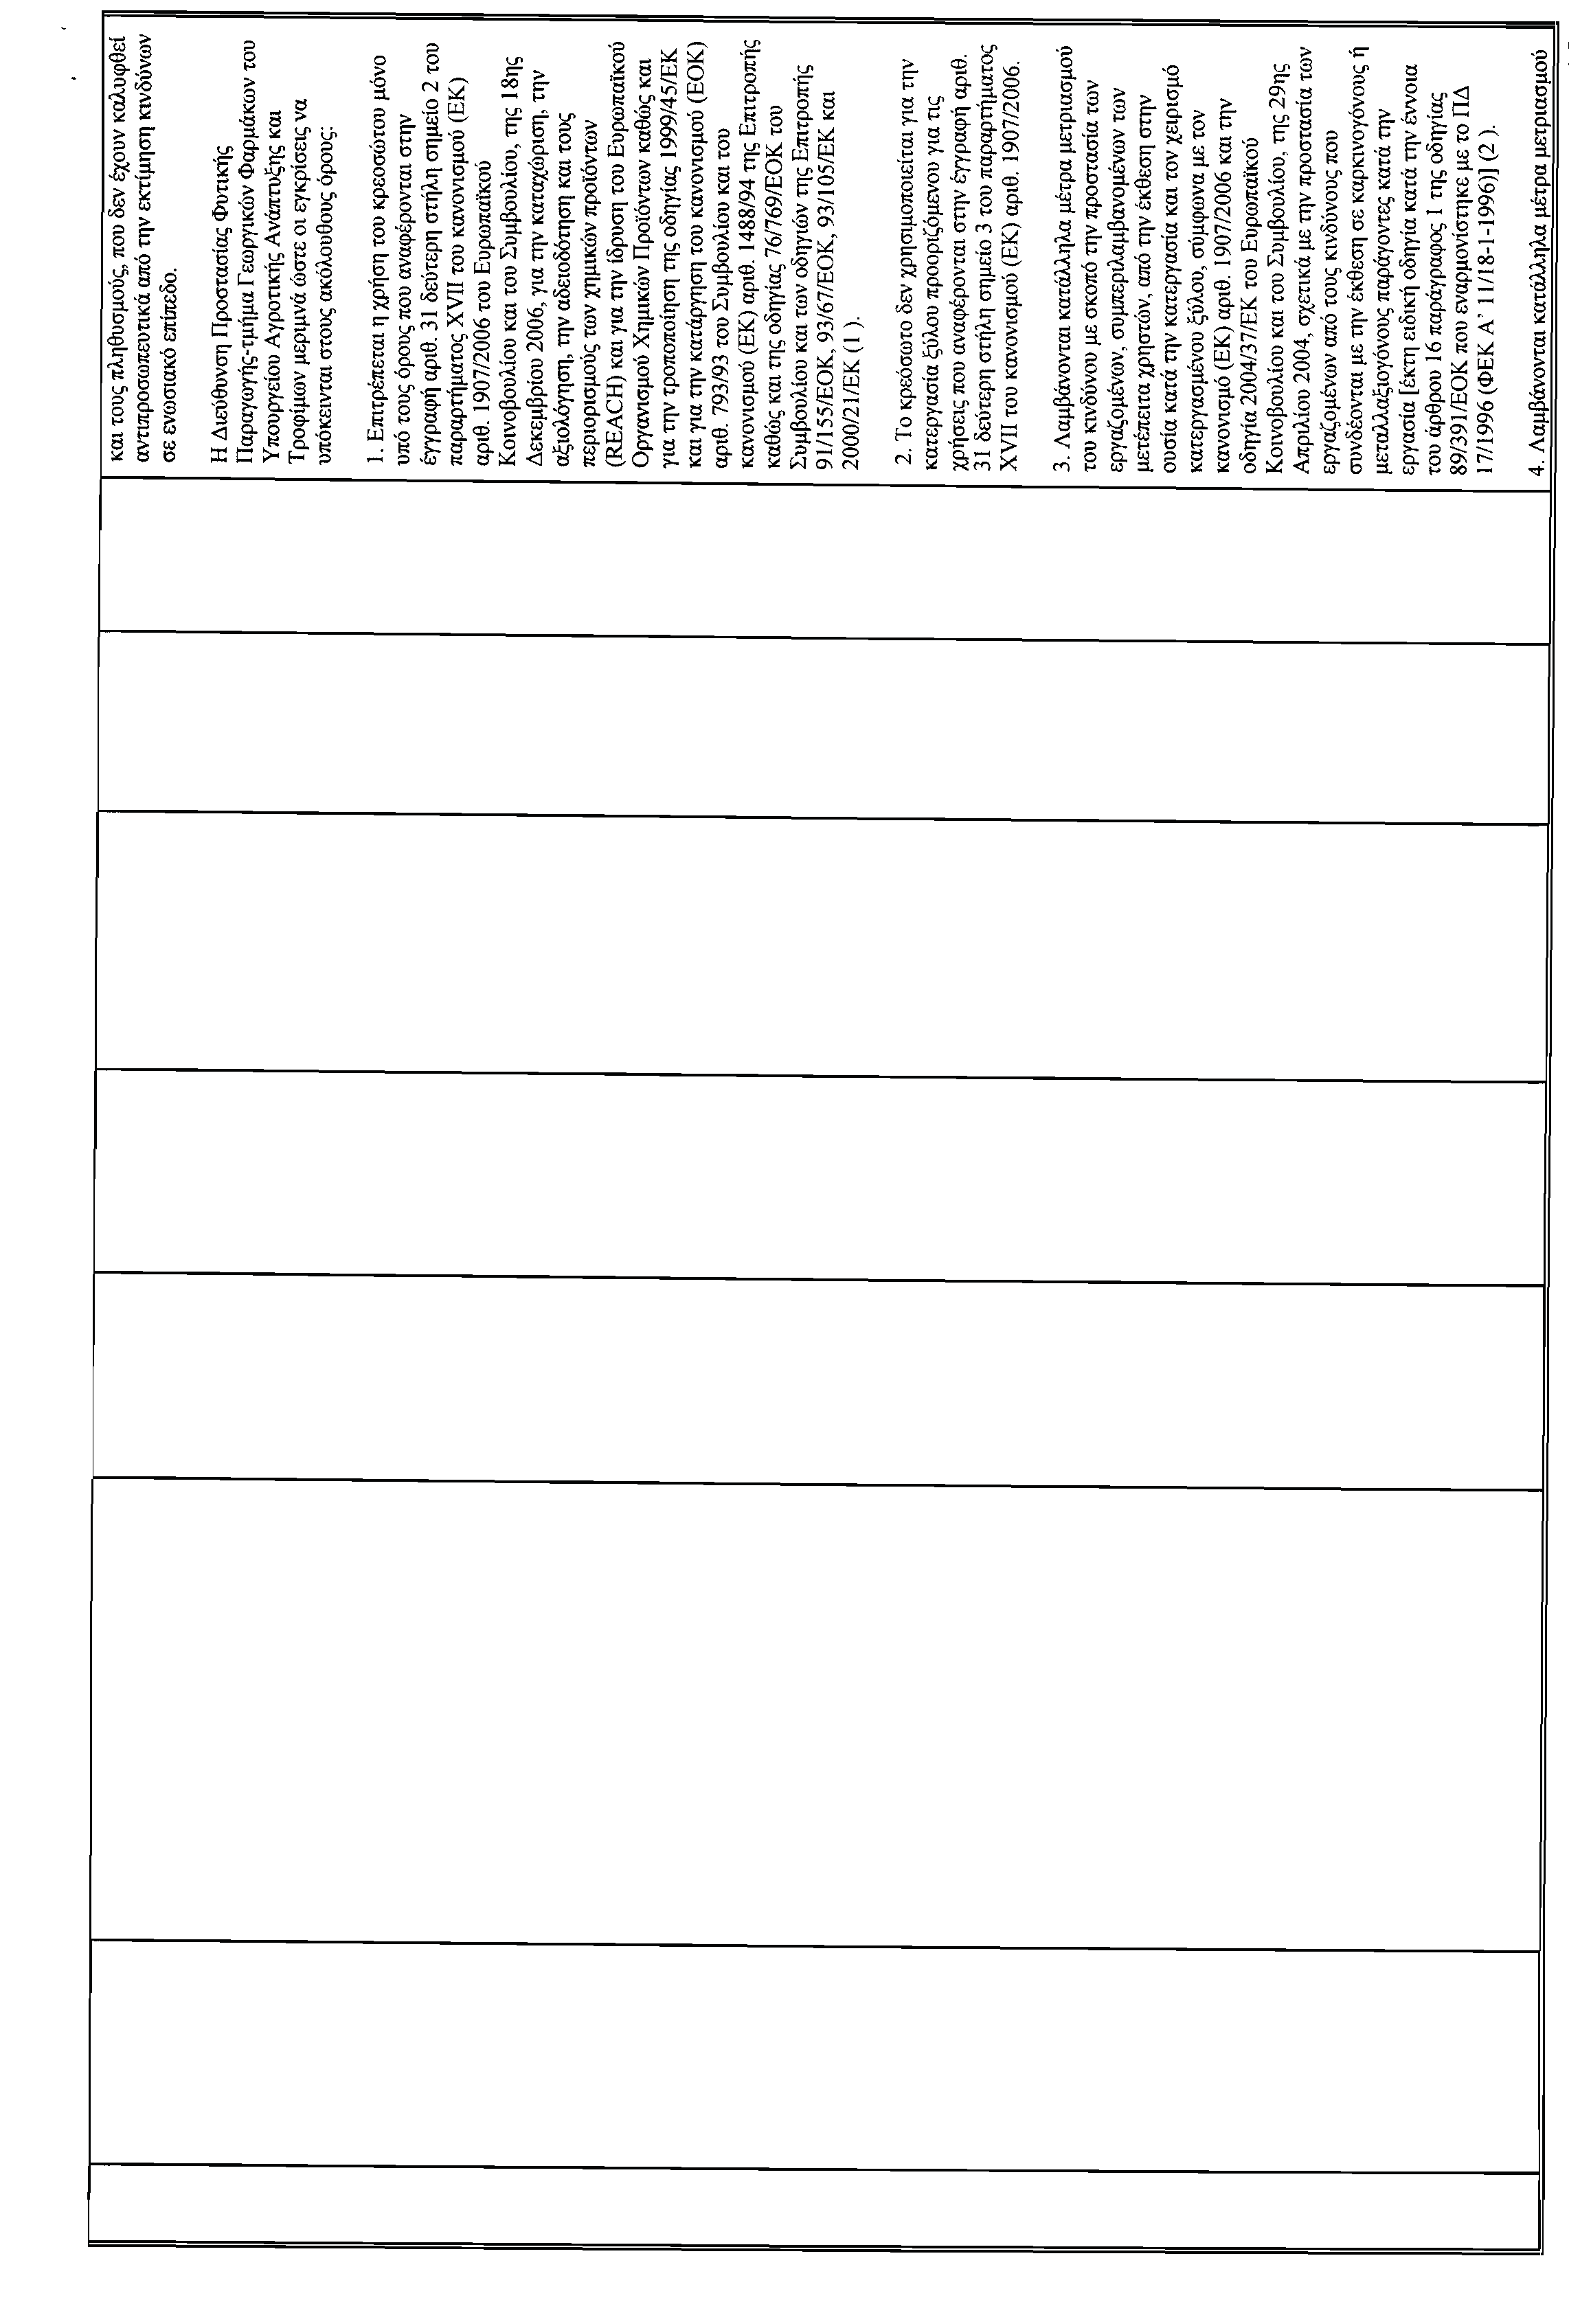 και τους πληθυσμούς, που δεν έχουν καλυφθεί
αντιπροσωπευτικά από την εκτίμηση κινδύνων
σε ενωσιακό επίπεδο.
Η Διεύθυνση Προστασίας Φυτικής
Παραγωγής-τμήμα Γεωργικών Φαρμάκων του
Υπουργείου Αγροτικής Ανάπτυξης και
Τροφίμων μεριμνά ώστε οι εγκρίσεις να
υπόκεινται στους ακόλουθους όρους:
1. Επιτρέπεται η χρήση του κρεοσώτου μόνο
υπό τους όρους που αναφέρονται στην
έγγραφή αριθ. 31 δεύτερη στήλη σημείο 2 του
παραρτήματος XVII του κανονισμού (ΕΚ)
αριθ. 1907/2006 του Ευρωπαϊκού
Κοινοβουλίου και του Συμβουλίου, της 18ης
Δεκεμβρίου 2006, για την καταχώριση, την
αξιολόγηση, την αδειοδότηση και τους
περιορισμούς των χημικών προϊόντων
(REACH) και για την ίδρυση του Ευρωπαϊκού
Οργανισμού Χημικών Προϊόντων καθώς και
για την τροποποίηση της οδηγίας 1999/45/ΕΚ
και για την κατάργηση του κανονισμού (ΕΟΚ)
αριθ. 793/93 του Συμβουλίου και του
κανονισμού (ΕΚ) αριθ. 1488/94 της Επιτροπής
καθώς και της οδηγίας 76/769/ΕΟΚ του
Συμβουλίου και των οδηγιών της Επιτροπής
91/155/ΕΟΚ, 93/67/ΕΟΚ, 93/105/ΕΚ και
2000/21/ΕΚ (1 ).
2. Το κρεόσωτο δεν χρησιμοποιείται για την
κατεργασία ξύλου προοριζόμενου για τις
χρήσεις που αναφέρονται στην έγγραφή αριθ.
31 δεύτερη στήλη σημείο 3 του παραρτήματος
XVII του κανονισμού (ΕΚ) αριθ. 1907/2006.
3. Λαμβάνονται κατάλληλα μέτρα μετριασμού
του κινδύνου με σκοπό την προστασία των
εργαζομένων, συμπεριλαμβανομένων των
μετέπειτα χρηστών, από την έκθεση στην
ουσία κατά την κατεργασία και τον χειρισμό
κατεργασμένου ξύλου, σύμφωνα με τον
κανονισμό (ΕΚ) αριθ. 1907/2006 και την
οδηγία 2004/37/ΕΚ του Ευρωπαϊκού
Κοινοβουλίου και του Συμβουλίου, της 29ης
Απριλίου 2004, σχετικά με την προστασία των
εργαζομένων από τους κινδύνους που
συνδέονται με την έκθεση σε καρκινογόνους ή
μεταλλαξιογόνους παράγοντες κατά την
εργασία [έκτη ειδική οδηγία κατά την έννοια
του άρθρου 16 παράγραφος 1 της οδηγίας
89/391/ΕΟΚ που εναρμονίστηκε με το ΠΔ
17/1996 (ΦΕΚ Α’ 11/18-1-1996)] (2 ).
4. Λαμβάνονται κατάλληλα μέτρα μετριασμού